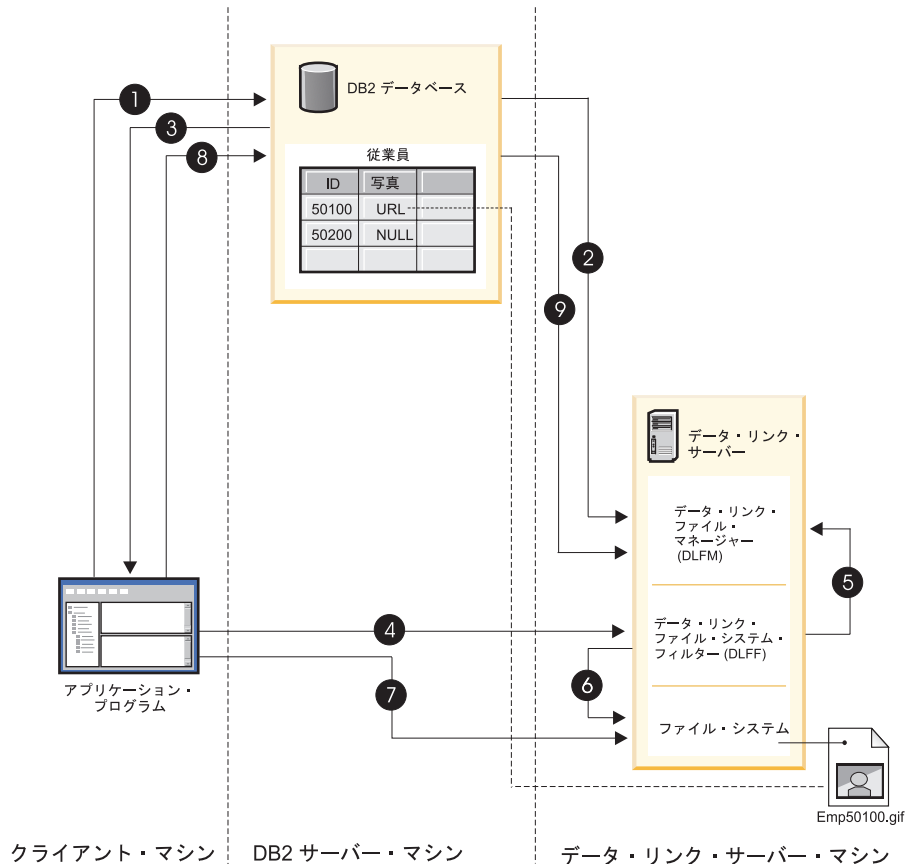 1
3
8
DB2 データベース
従業員
ID 写真
50100 URL
50200 NULL
2
9
データ・リンク・
サーバー
データ・リンク・
ファイル・
マネージャー
(DLFM)
5
4
データ・リンク・
ファイル・システム・
フィルター (DLFF)
6
7
アプリケーション・
プログラム
ファイル・システム
Emp50100.gif
クライアント・マシン
DB2 サーバー・マシン
データ・リンク・サーバー・マシン